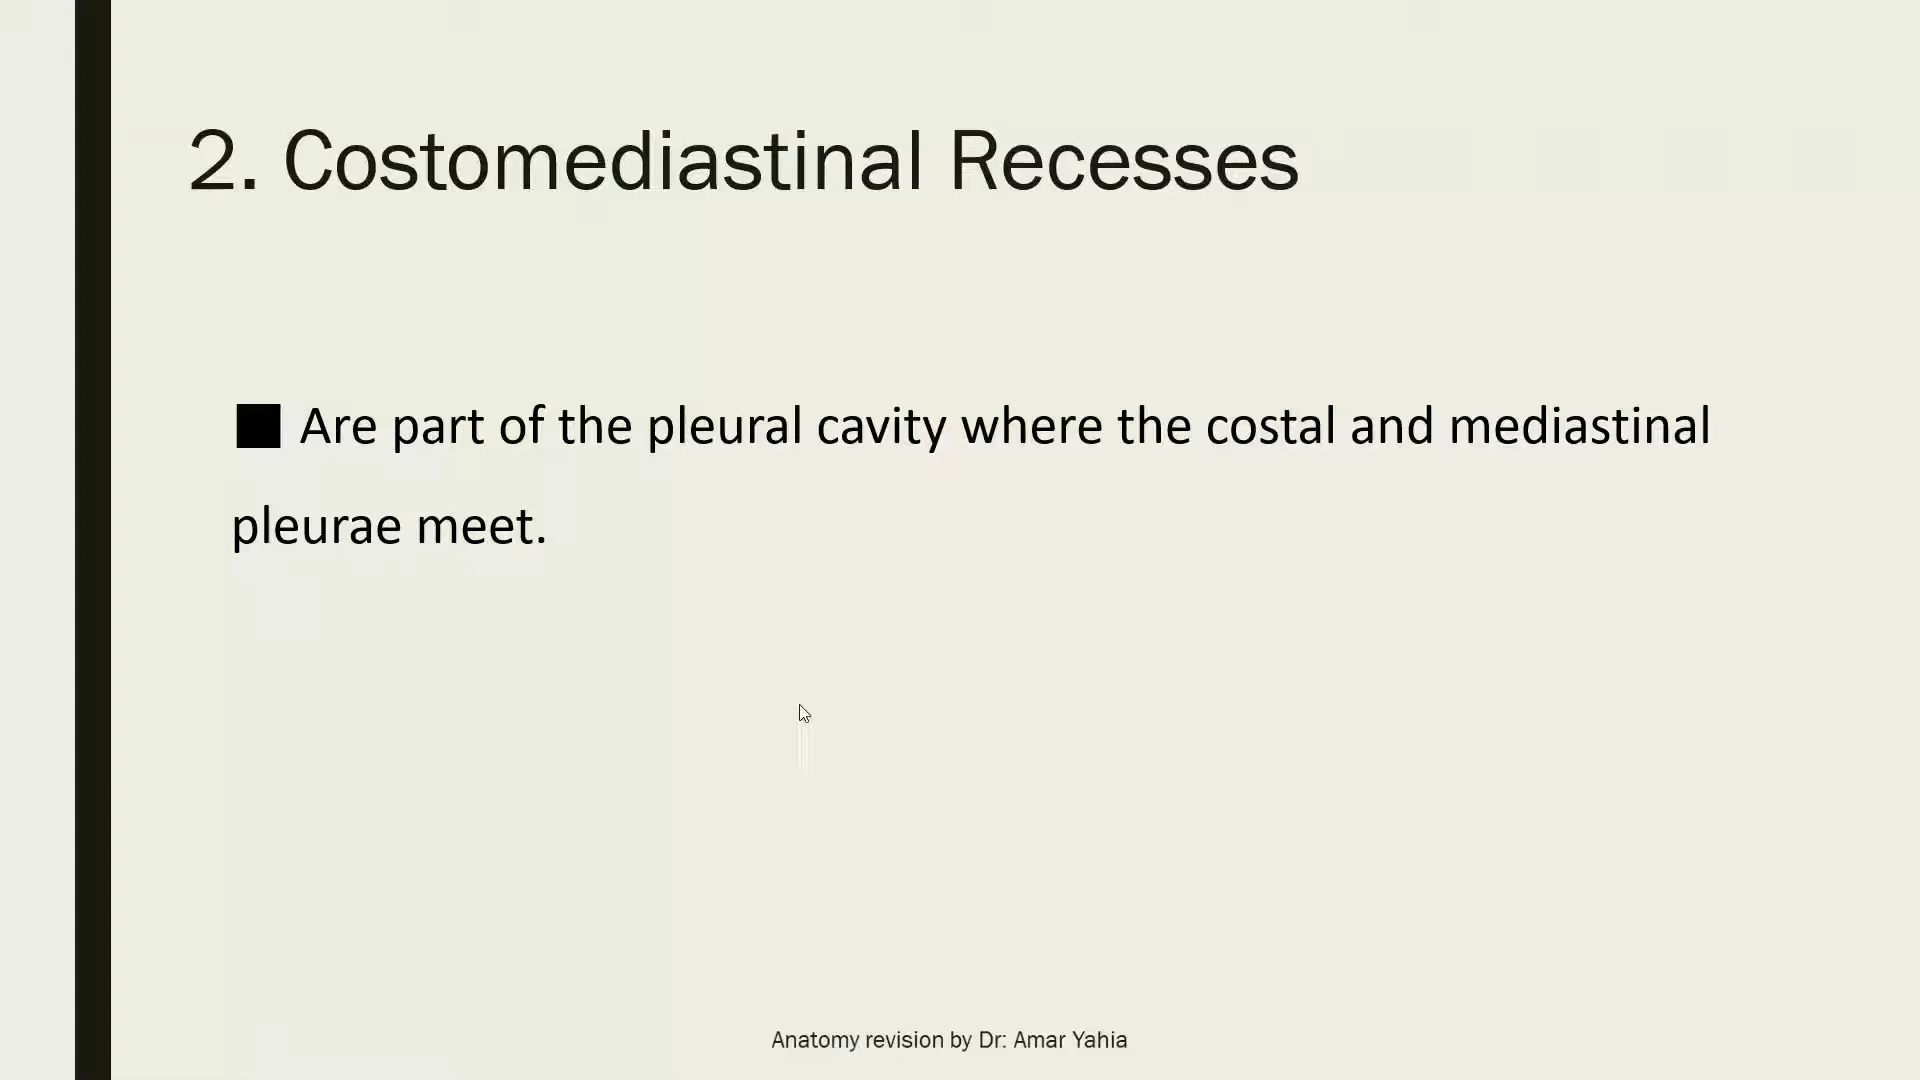 2. Costomediastinal Recesses
■ Are part of the pleural cavity where the costal and mediastinal
pleurae meet.
Anatomy revision by Dr: Amar Yahia